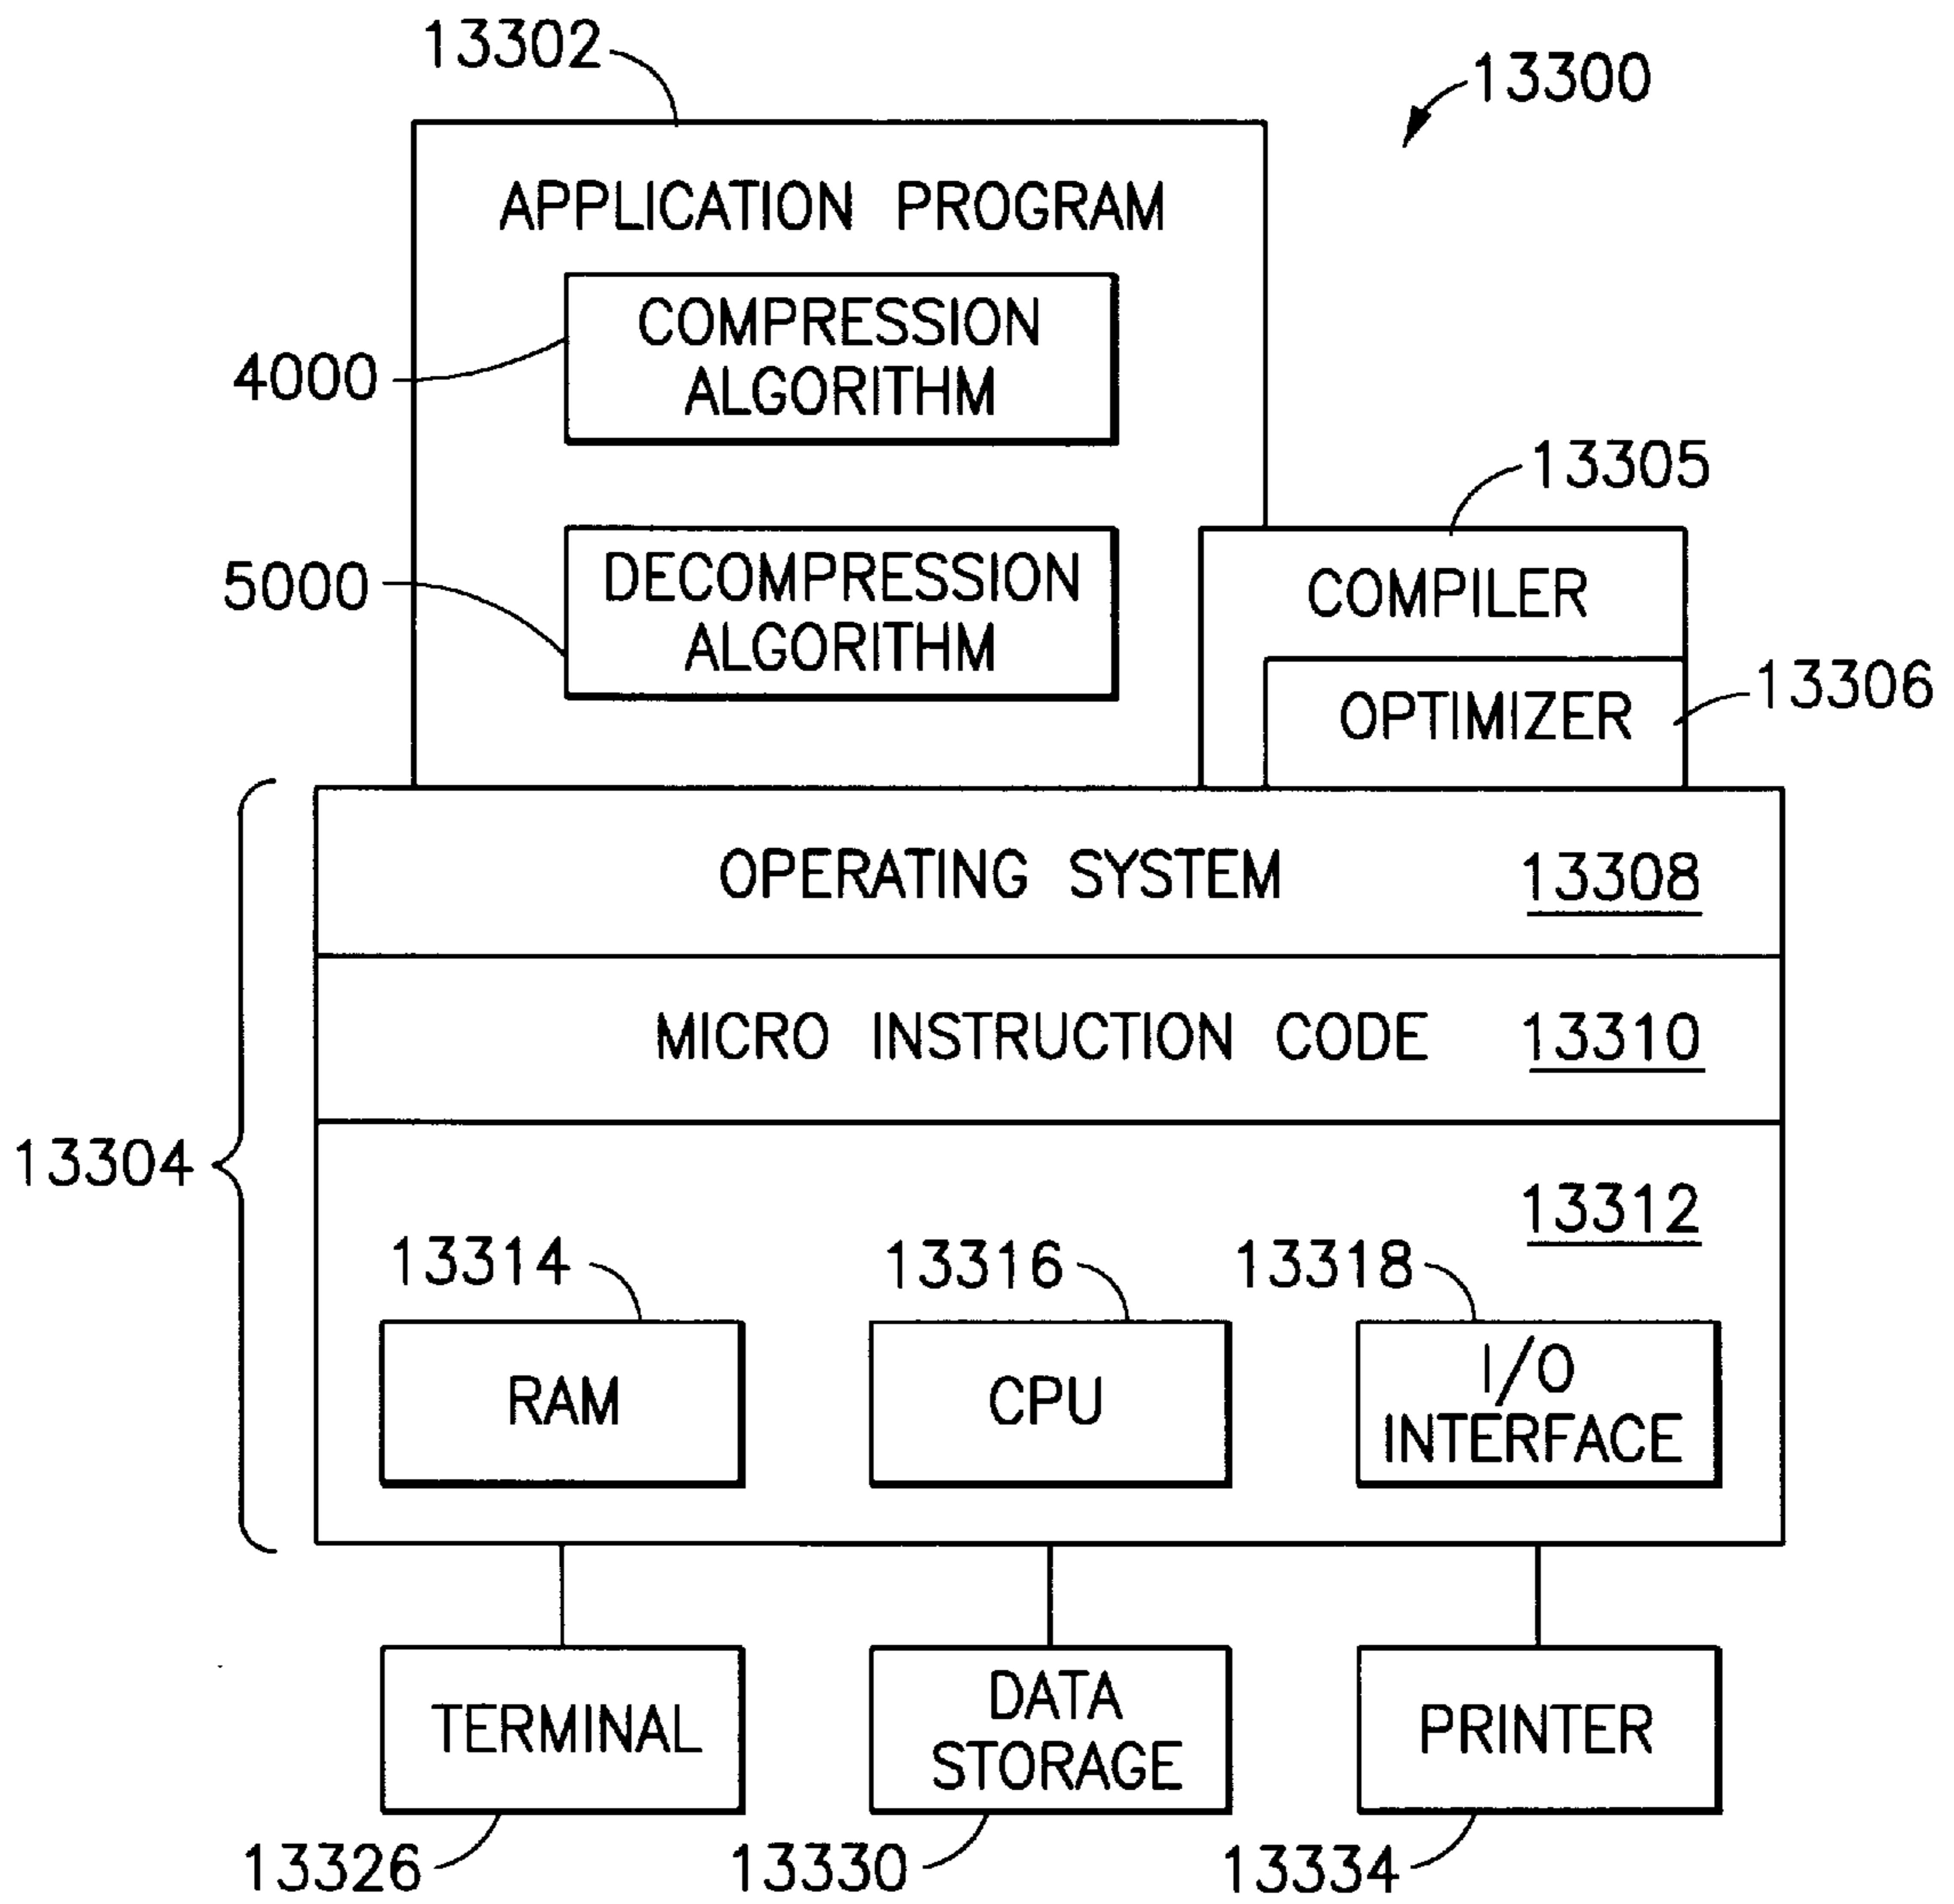 13302
13300
APPLICATION PROGRAM
COMPRESSION
ALGORITHM
4000
13305
DECOMPRESSION
ALGORITHM
5000
COMPILER
OPTIMIZER
13306
OPERATING SYSTEM 13308
MICRO INSTRUCTION CODE 13310
13304
13312
13314
13316
13318
RAM
CPU
I/O
INTERFACE
TERMINAL
DATA
STORAGE
PRINTER
13326
13330
13334